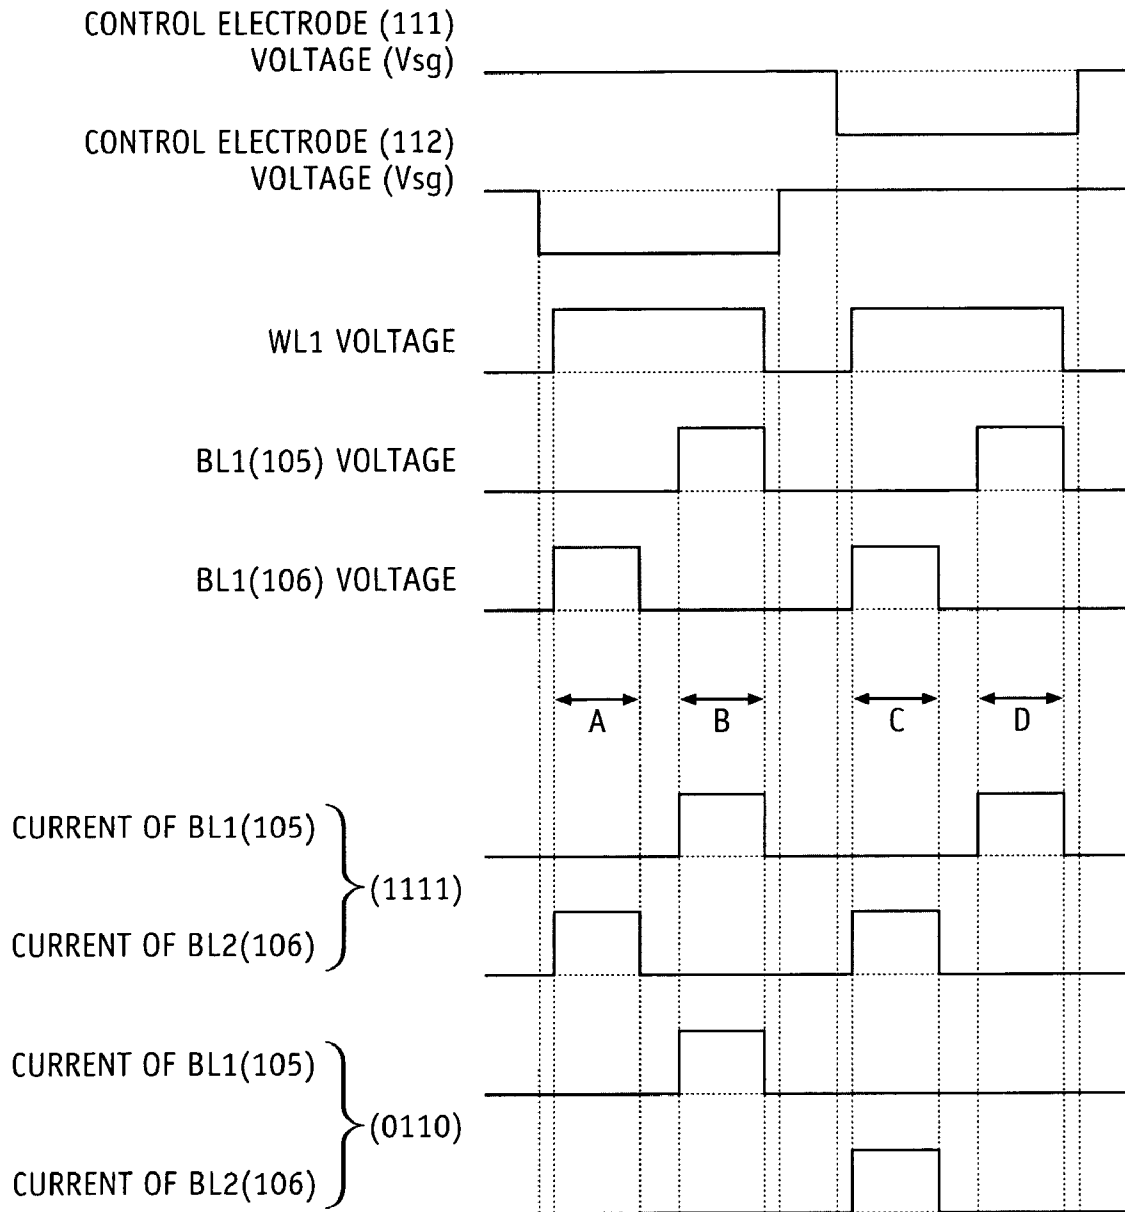 CONTROL ELECTRODE (111)
VOLTAGE (Vsg)
CONTROL ELECTRODE (112)
VOLTAGE (Vsg)
WL1 VOLTAGE
BL1(105) VOLTAGE
BL1(106) VOLTAGE
A B C D
CURRENT OF BL1(105)
(1111)
CURRENT OF BL2(106)
CURRENT OF BL1(105)
(0110)
CURRENT OF BL2(106)